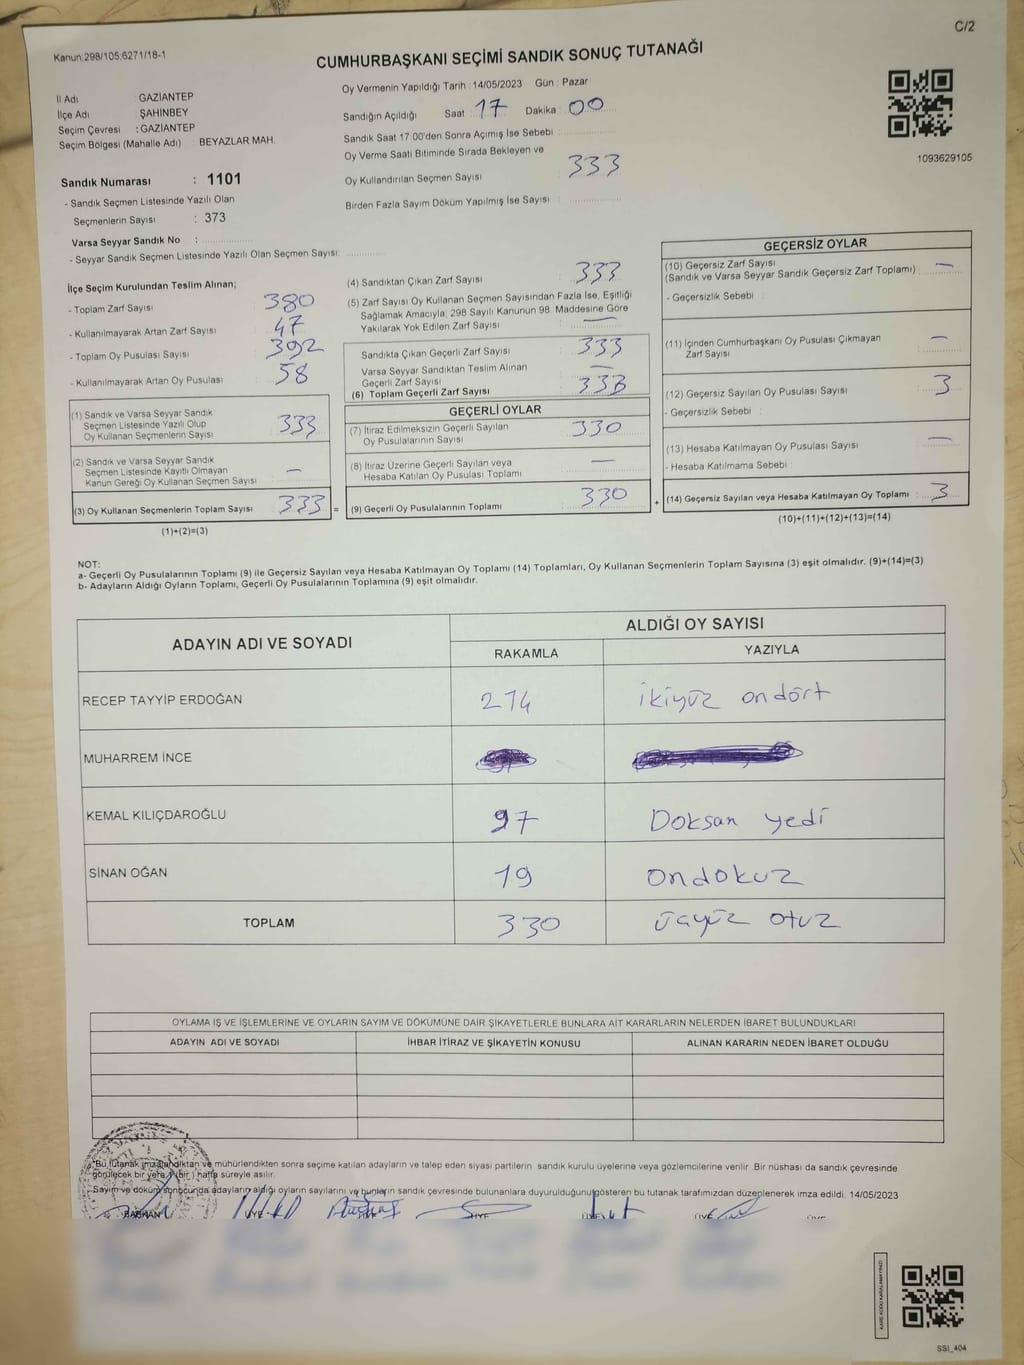 C/2
Kanun:298/105:6271/18-1
CUMHURBAŞKANI SEÇİMİ SANDIK SONUÇ TUTANAĞI
İl Adı : GAZİANTEP
İlçe Adı : ŞAHİNBEY
Seçim Çevresi : GAZİANTEP
Seçim Bölgesi (Mahalle Adı) BEYAZLAR MAH.
Sandık Numarası : 1101
- Sandık Seçmen Listesinde Yazılı Olan
Seçmenlerin Sayısı : 373
Varsa Seyyar Sandık No :
- Seyyar Sandık Seçmen Listesinde Yazılı Olan Seçmen Sayısı:
Oy Vermenin Yapıldığı Tarih : 14/05/2023 Gün : Pazar
Sandığın Açıldığı Saat 17 Dakika 00
Sandık Saat 17:00'den Sonra Açımış İse Sebebi
Oy Verme Saati Bitiminde Sırada Bekleyen ve
Oy Kullandırılan Seçmen Sayısı 333
Birden Fazla Sayım Döküm Yapılmış İse Sayısı
1093629105
İlçe Seçim Kurulundan Teslim Alınan;
- Toplam Zarf Sayısı 380
- Kullanılmayarak Artan Zarf Sayısı 47
- Toplam Oy Pusulası Sayısı 392
- Kullanılmayarak Artan Oy Pusulası 58
(1) Sandık ve Varsa Seyyar Sandık
Seçmen Listesinde Yazılı Olup
Oy Kullanan Seçmenlerin Sayısı 333
(2) Sandık ve Varsa Seyyar Sandık
Seçmen Listesinde Kayıtlı Olmayan
Kanun Gereği Oy Kullanan Seçmen Sayısı —
(3) Oy Kullanan Seçmenlerin Toplam Sayısı 333 =
(1)+(2)=(3)
(4) Sandıktan Çıkan Zarf Sayısı 333
(5) Zarf Sayısı Oy Kullanan Seçmen Sayısından Fazla İse, Eşitliği
Sağlamak Amacıyla, 298 Sayılı Kanunun 98. Maddesine Göre
Yakılarak Yok Edilen Zarf Sayısı —
Sandıkta Çıkan Geçerli Zarf Sayısı 333
Varsa Seyyar Sandıktan Teslim Alınan
Geçerli Zarf Sayısı —
(6) Toplam Geçerli Zarf Sayısı 333
GEÇERLİ OYLAR
(7) İtiraz Edilmeksizin Geçerli Sayılan
Oy Pusulalarının Sayısı 330
(8) İtiraz Üzerine Geçerli Sayılan veya
Hesaba Katılan Oy Pusulası Toplamı —
(9) Geçerli Oy Pusulalarının Toplamı 330 +
GEÇERSİZ OYLAR
(10) Geçersiz Zarf Sayısı —
(Sandık ve Varsa Seyyar Sandık Geçersiz Zarf Toplamı)
- Geçersizlik Sebebi :
(11) İçinden Cumhurbaşkanı Oy Pusulası Çıkmayan
Zarf Sayısı —
(12) Geçersiz Sayılan Oy Pusulası Sayısı 3
- Geçersizlik Sebebi :
(13) Hesaba Katılmayan Oy Pusulası Sayısı —
- Hesaba Katılmama Sebebi :
(14) Geçersiz Sayılan veya Hesaba Katılmayan Oy Toplamı 3
(10)+(11)+(12)+(13)=(14)
NOT:
a- Geçerli Oy Pusulalarının Toplamı (9) ile Geçersiz Sayılan veya Hesaba Katılmayan Oy Toplamı (14) Toplamları, Oy Kullanan Seçmenlerin Toplam Sayısına (3) eşit olmalıdır. (9)+(14)=(3)
b- Adayların Aldığı Oyların Toplamı, Geçerli Oy Pusulalarının Toplamına (9) eşit olmalıdır.
ADAYIN ADI VE SOYADI ALDIĞI OY SAYISI
RAKAMLA YAZIYLA
RECEP TAYYİP ERDOĞAN 214 ikiyüz ondört
MUHARREM İNCE
KEMAL KILIÇDAROĞLU 97 Doksan yedi
SİNAN OĞAN 19 ondokuz
TOPLAM 330 üçyüz otuz
OYLAMA İŞ VE İŞLEMLERİNE VE OYLARIN SAYIM VE DÖKÜMÜNE DAİR ŞİKAYETLERLE BUNLARA AİT KARARLARIN NELERDEN İBARET BULUNDUKLARI
ADAYIN ADI VE SOYADI İHBAR İTİRAZ VE ŞİKAYETİN KONUSU ALINAN KARARIN NEDEN İBARET OLDUĞU
"Bu tutanak imzalandıktan ve mühürlendikten sonra seçime katılan adayların ve talep eden siyasi partilerin sandık kurulu üyelerine veya gözlemcilerine verilir. Bir nüshası da sandık çevresinde
görülecek bir yere 1 (bir) hafta süreyle asılır.
Sayım ve döküm sonucunda adayların aldığı oyların sayılarını ve bunların sandık çevresinde bulunanlara duyurulduğunu gösteren bu tutanak tarafımızdan düzenlenerek imza edildi. 14/05/2023
BAŞKAN ÜYE ÜYE ÜYE ÜYE ÜYE
SSI_404